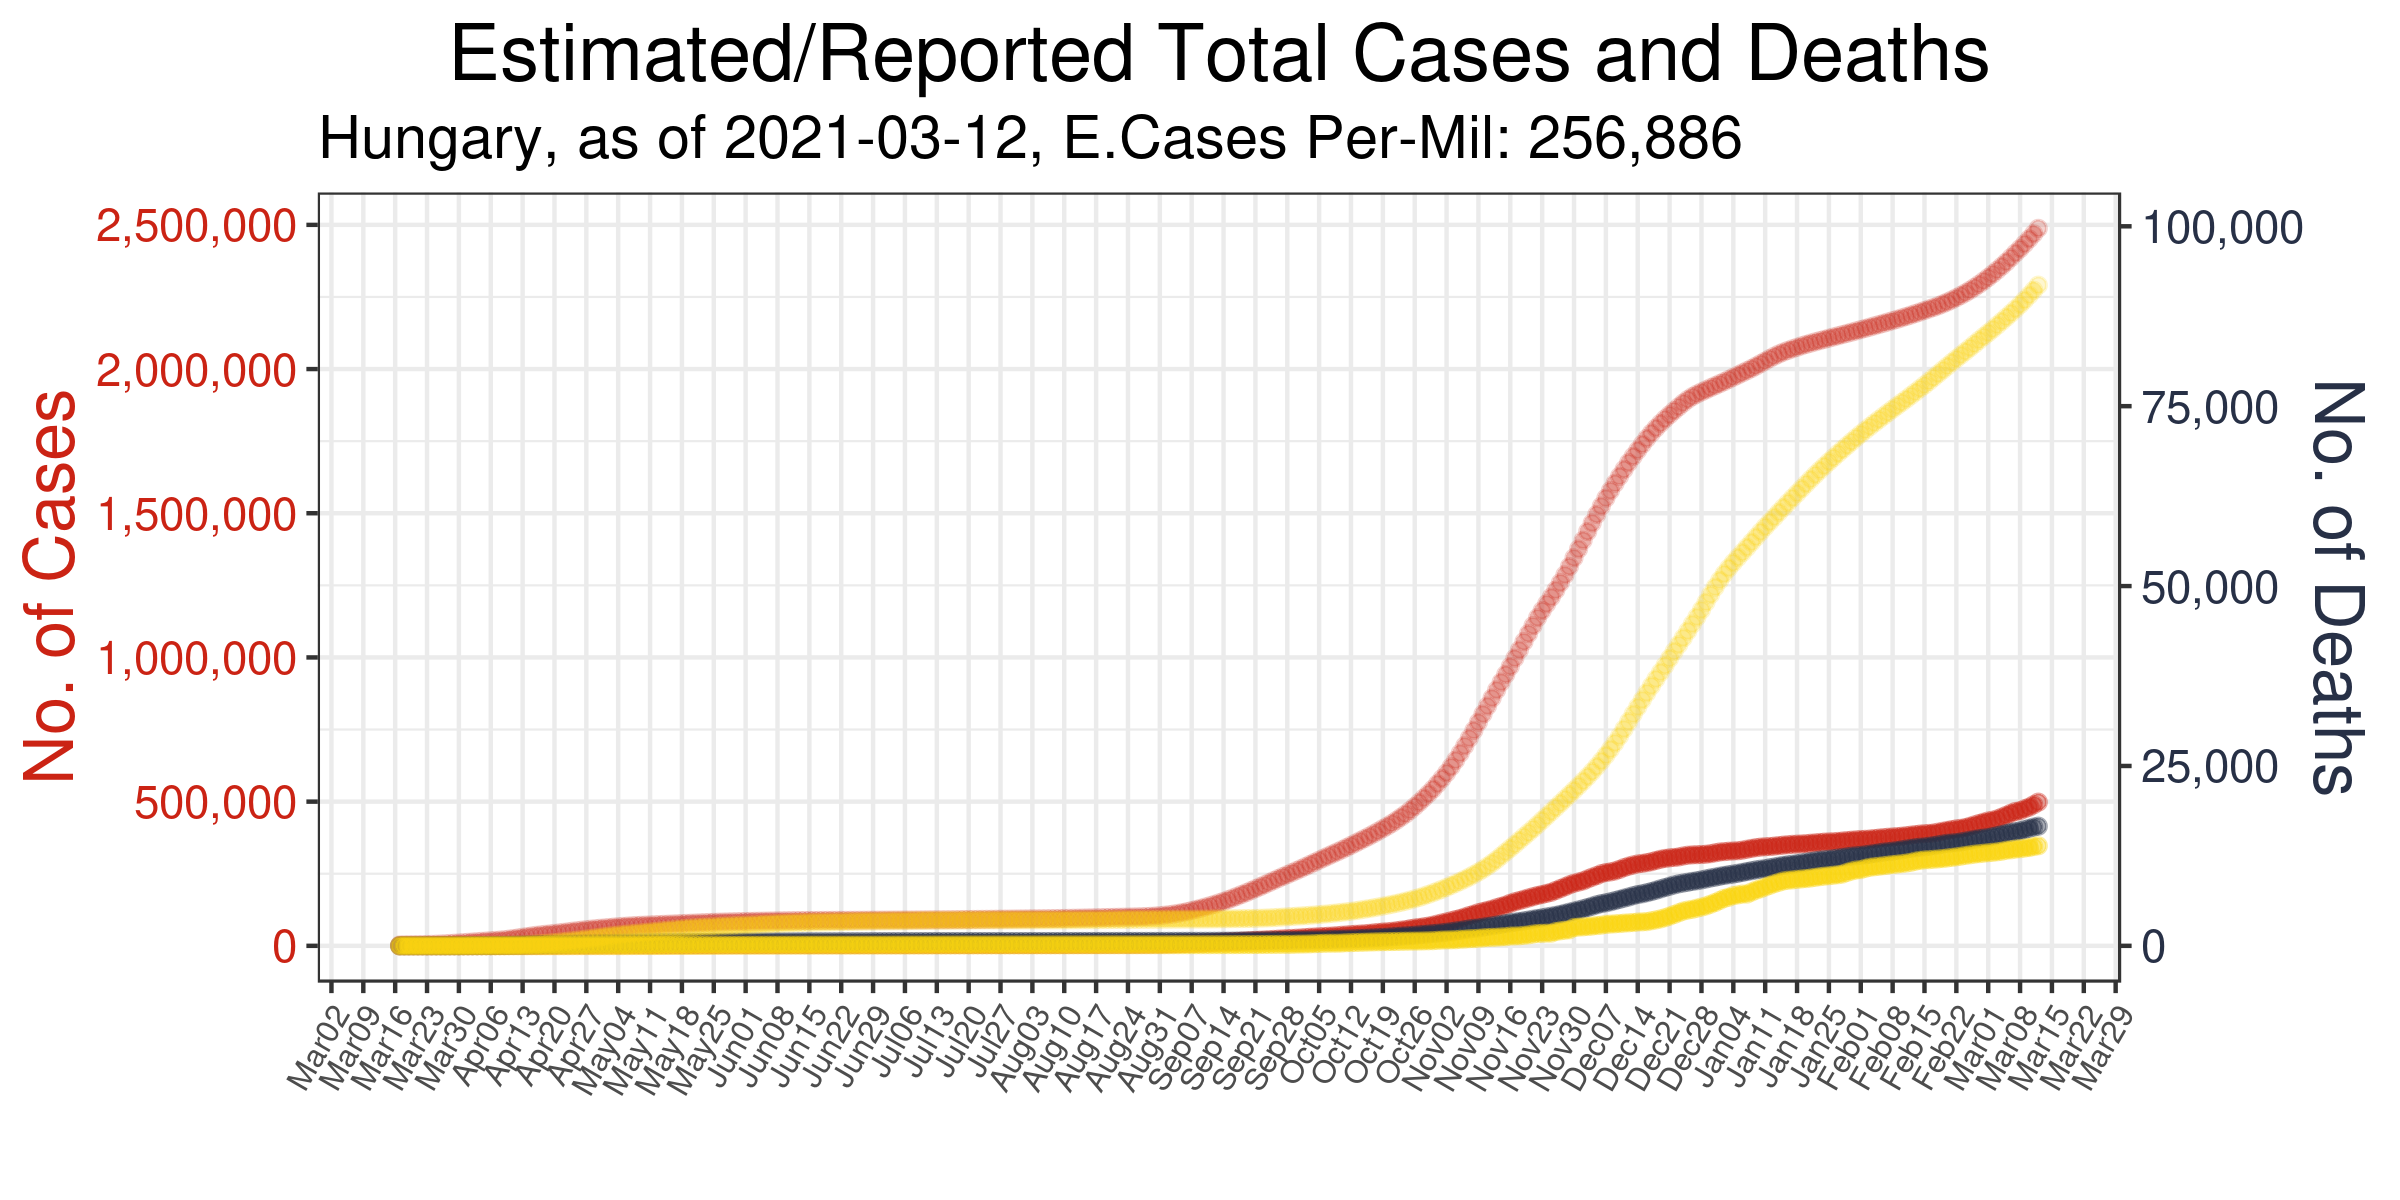 Estimated/Reported Total Cases and Deaths
Hungary, as of 2021-03-12, E.Cases Per-Mil: 256,886
No. of Cases
2,500,000
2,000,000
1,500,000
1,000,000
500,000
0
100,000
75,000
50,000
25,000
0
No. of Deaths
Mar02
Mar09
Mar16
Mar23
Mar30
Apr06
Apr13
Apr20
Apr27
May04
May11
May18
May25
Jun01
Jun08
Jun15
Jun22
Jun29
Jul06
Jul13
Jul20
Jul27
Aug03
Aug10
Aug17
Aug24
Aug31
Sep07
Sep14
Sep21
Sep28
Oct05
Oct12
Oct19
Oct26
Nov02
Nov09
Nov16
Nov23
Nov30
Dec07
Dec14
Dec21
Dec28
Jan04
Jan11
Jan18
Jan25
Feb01
Feb08
Feb15
Feb22
Mar01
Mar08
Mar15
Mar22
Mar29